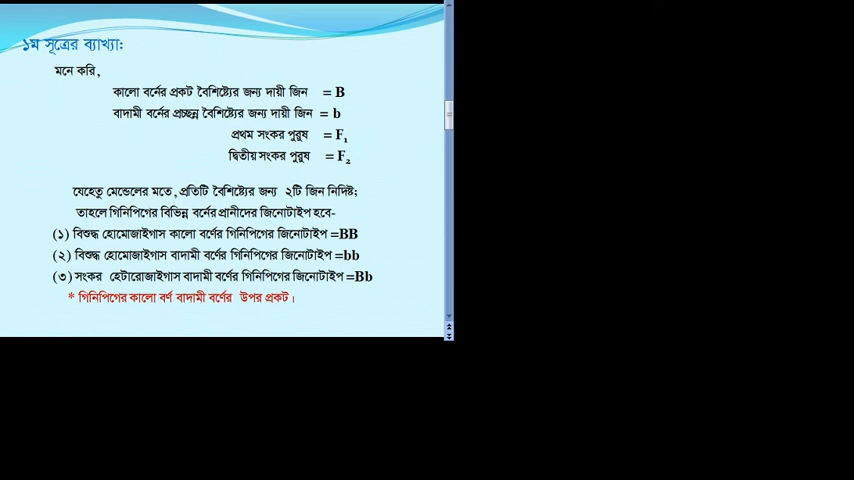 ১ম সূত্রের ব্যাখ্যা:
মনে করি,
কালো বর্নের প্রকট বৈশিষ্ট্যের জন্য দায়ী জিন = B
বাদামী বর্নের প্রচ্ছন্ন বৈশিষ্ট্যের জন্য দায়ী জিন = b
প্রথম সংকর পুরুষ = F₁
দ্বিতীয় সংকর পুরুষ = F₂
যেহেতু মেন্ডেলের মতে, প্রতিটি বৈশিষ্ট্যের জন্য ২টি জিন নির্দিষ্ট;
তাহলে গিনিপিগের বিভিন্ন বর্নের প্রানীদের জিনোটাইপ হবে-
(১) বিশুদ্ধ হোমোজাইগাস কালো বর্ণের গিনিপিগের জিনোটাইপ =BB
(২) বিশুদ্ধ হোমোজাইগাস বাদামী বর্ণের গিনিপিগের জিনোটাইপ =bb
(৩) সংকর হেটারোজাইগাস বাদামী বর্ণের গিনিপিগের জিনোটাইপ =Bb
* গিনিপিগের কালো বর্ণ বাদামী বর্ণের উপর প্রকট।